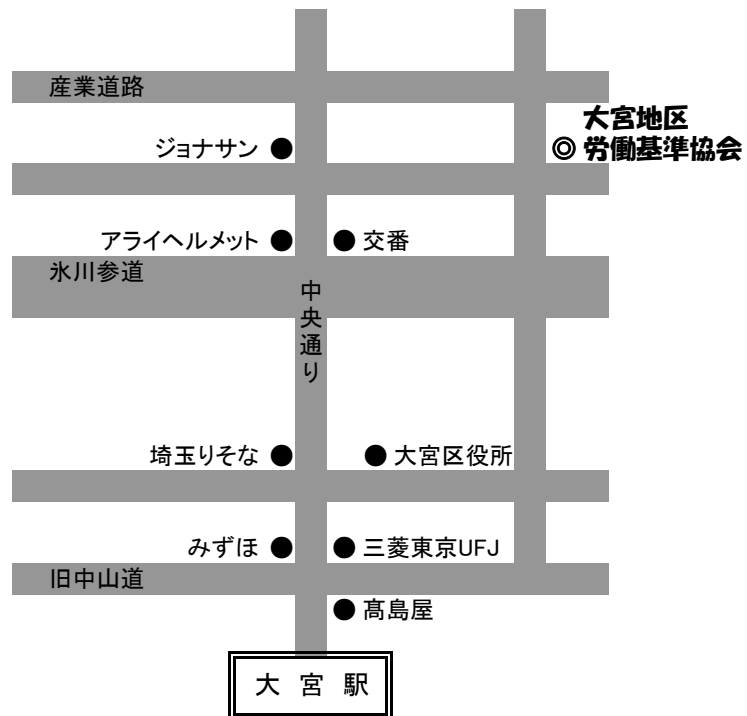 産業道路
大宮地区
◎ 労働基準協会
ジョナサン ●
アライヘルメット ●
● 交番
氷川参道
中央通り
埼玉りそな ●
● 大宮区役所
みずほ ●
● 三菱東京UFJ
旧中山道
● 髙島屋
大宮駅